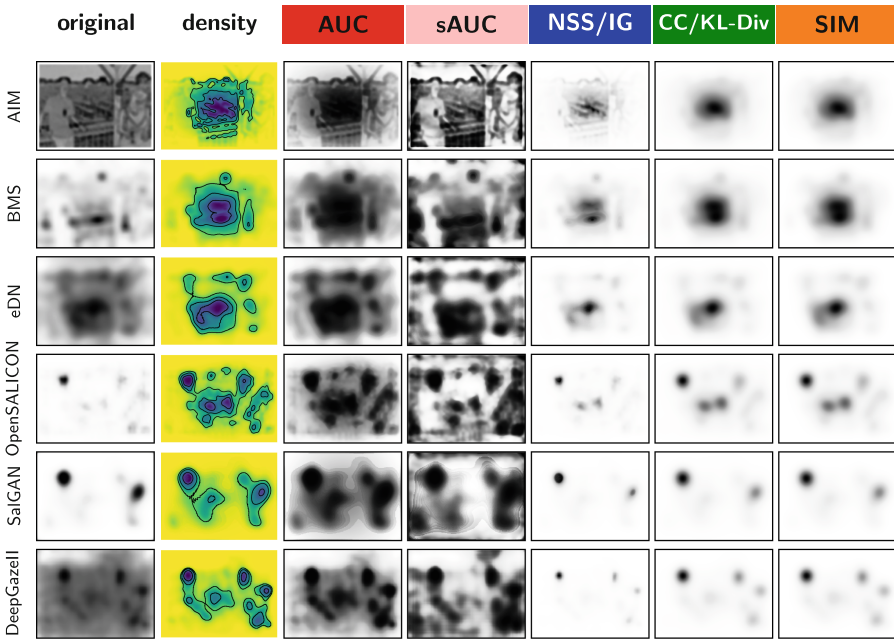 original density AUC sAUC NSS/IG CC/KL-Div SIM
AIM
BMS
eDN
OpenSALICON
SalGAN
DeepGazeII